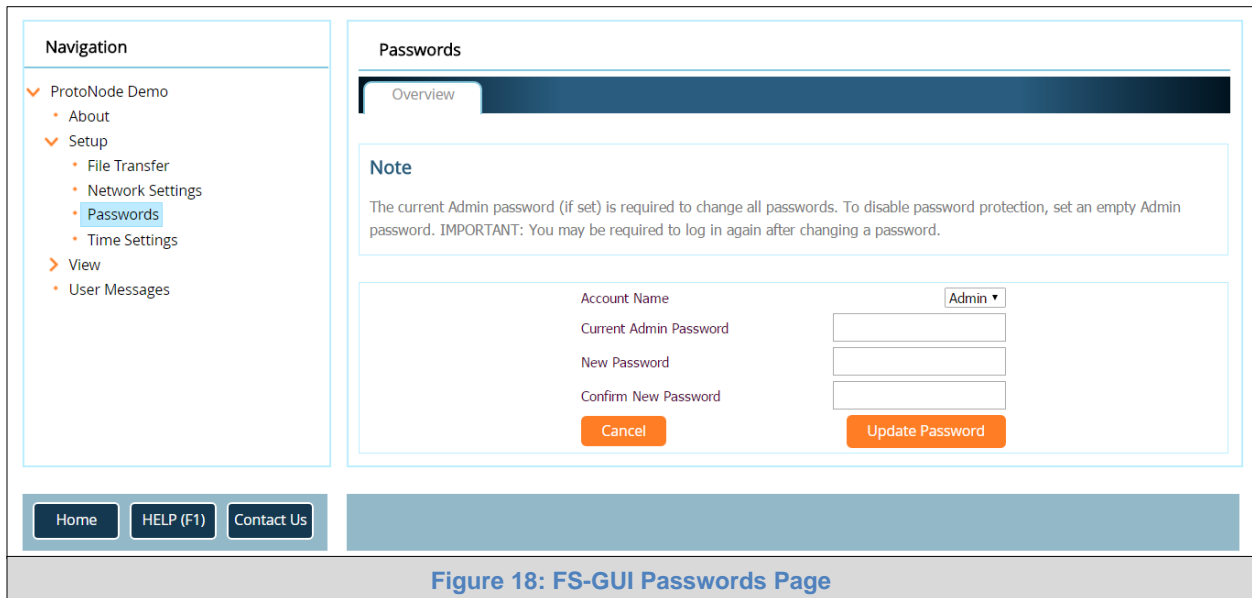 Navigation
ProtoNode Demo
About
Setup
File Transfer
Network Settings
Passwords
Time Settings
View
User Messages
Passwords
Overview
Note
The current Admin password (if set) is required to change all passwords. To disable password protection, set an empty Admin
password. IMPORTANT: You may be required to log in again after changing a password.
Account Name
Admin
Current Admin Password
New Password
Confirm New Password
Cancel
Update Password
Home
HELP (F1)
Contact Us
Figure 18: FS-GUI Passwords Page